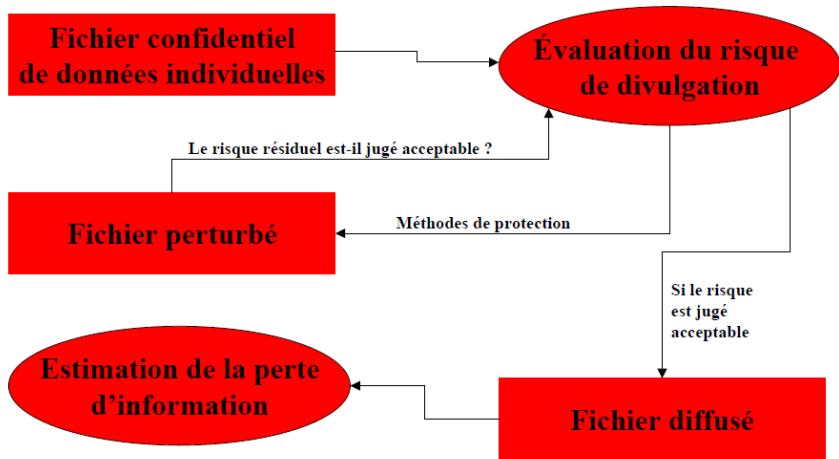 Fichier confidentiel
de données individuelles
Évaluation du risque
de divulgation
Le risque résiduel est-il jugé acceptable ?
Fichier perturbé
Méthodes de protection
Si le risque
est jugé
acceptable
Estimation de la perte
d’information
Fichier diffusé